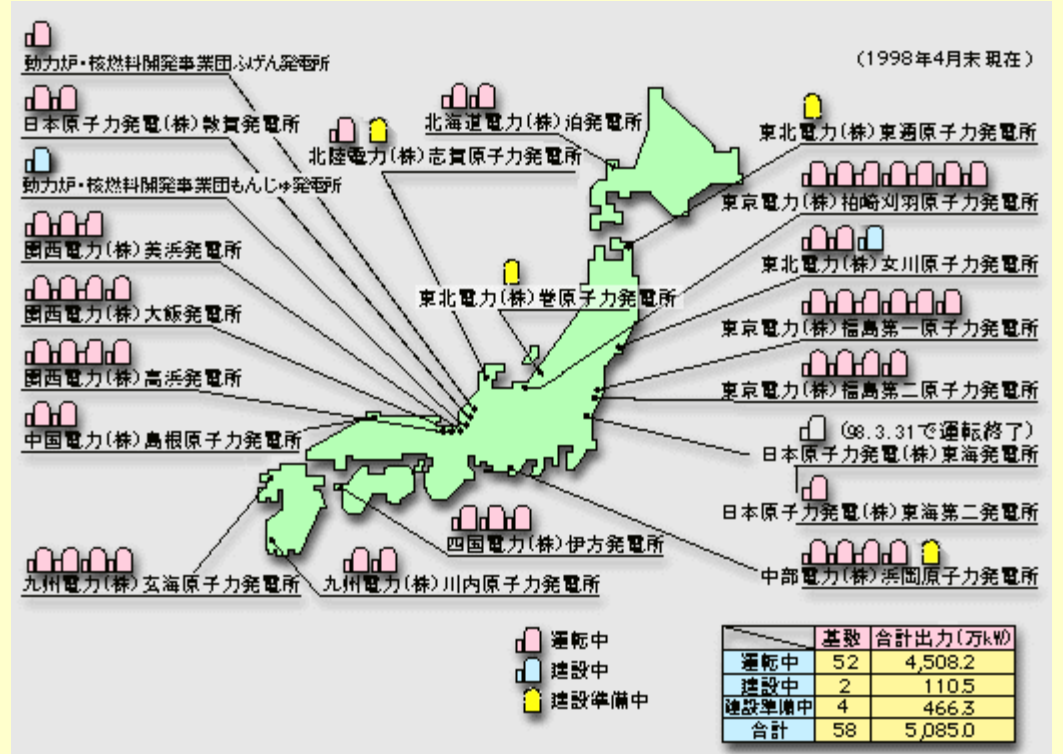 (1998年4月末現在)
動力炉・核燃料開発事業団ふげん発電所
日本原子力発電(株)敦賀発電所
動力炉・核燃料開発事業団もんじゅ発電所
関西電力(株)美浜発電所
関西電力(株)大飯発電所
関西電力(株)高浜発電所
中国電力(株)島根原子力発電所
九州電力(株)玄海原子力発電所
北陸電力(株)志賀原子力発電所
北海道電力(株)泊発電所
東北電力(株)巻原子力発電所
四国電力(株)伊方発電所
九州電力(株)川内原子力発電所
東北電力(株)東通原子力発電所
東京電力(株)柏崎刈羽原子力発電所
東北電力(株)女川原子力発電所
東京電力(株)福島第一原子力発電所
東京電力(株)福島第二原子力発電所
(98.3.31で運転終了)
日本原子力発電(株)東海発電所
日本原子力発電(株)東海第二発電所
中部電力(株)浜岡原子力発電所
運転中
建設中
建設準備中
基数 合計出力(万kW)
運転中 52 4,508.2
建設中 2 110.5
建設準備中 4 466.3
合計 58 5,085.0